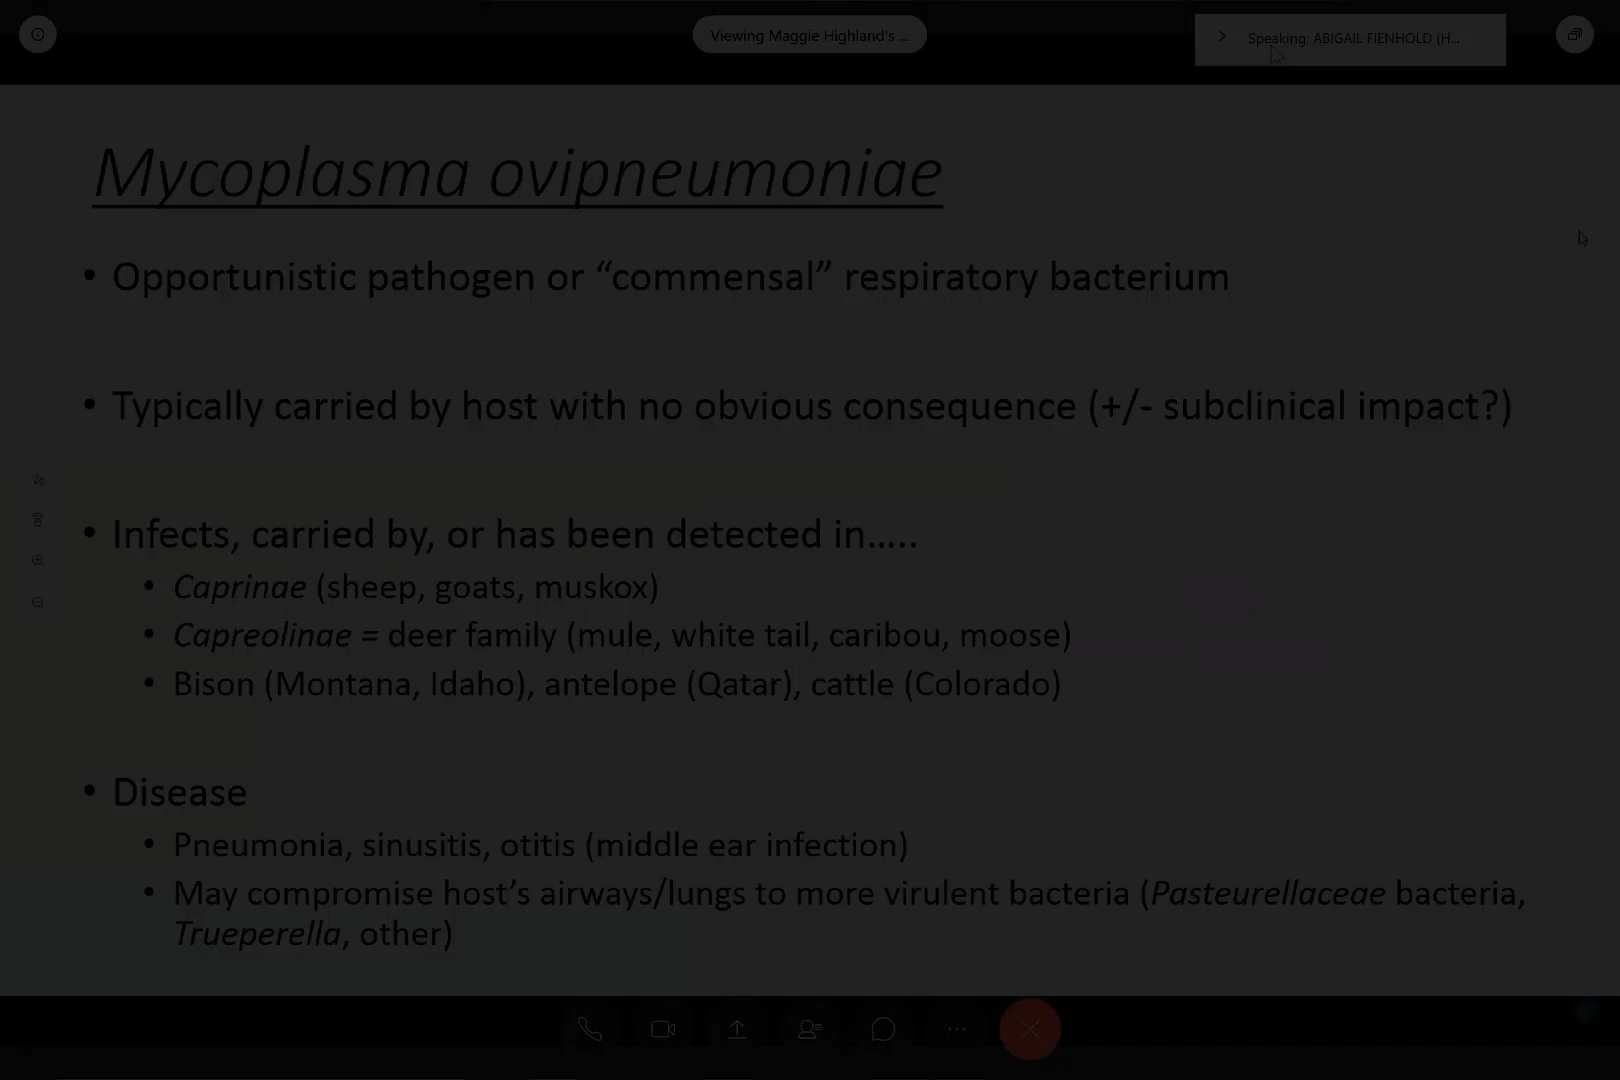 Viewing Maggie Highland's ...
Speaking: ABIGAIL FIENHOLD (H...
Mycoplasma ovipneumoniae
• Opportunistic pathogen or “commensal” respiratory bacterium
• Typically carried by host with no obvious consequence (+/- subclinical impact?)
• Infects, carried by, or has been detected in…..
• Caprinae (sheep, goats, muskox)
• Capreolinae = deer family (mule, white tail, caribou, moose)
• Bison (Montana, Idaho), antelope (Qatar), cattle (Colorado)
• Disease
• Pneumonia, sinusitis, otitis (middle ear infection)
• May compromise host’s airways/lungs to more virulent bacteria (Pasteurellaceae bacteria,
Trueperella, other)